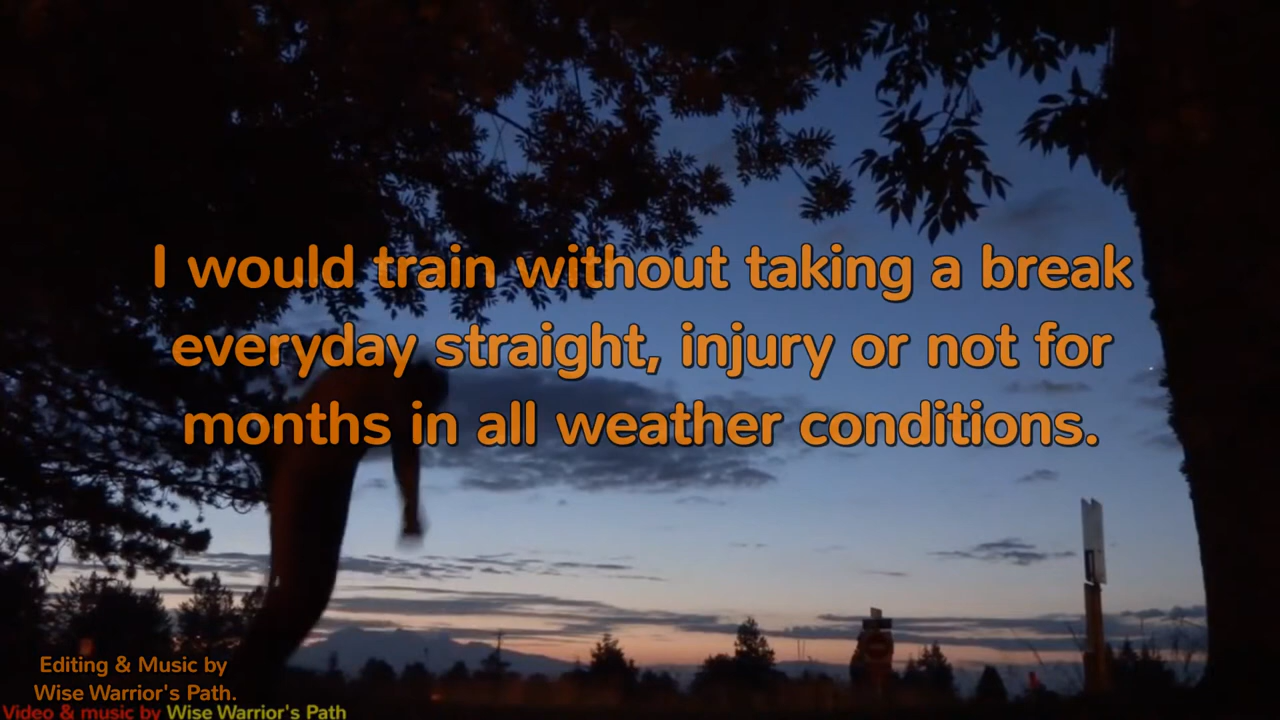 I would train without taking a break
everyday straight, injury or not for
months in all weather conditions.
Editing & Music by
Wise Warrior's Path.
Video & music by Wise Warrior's Path